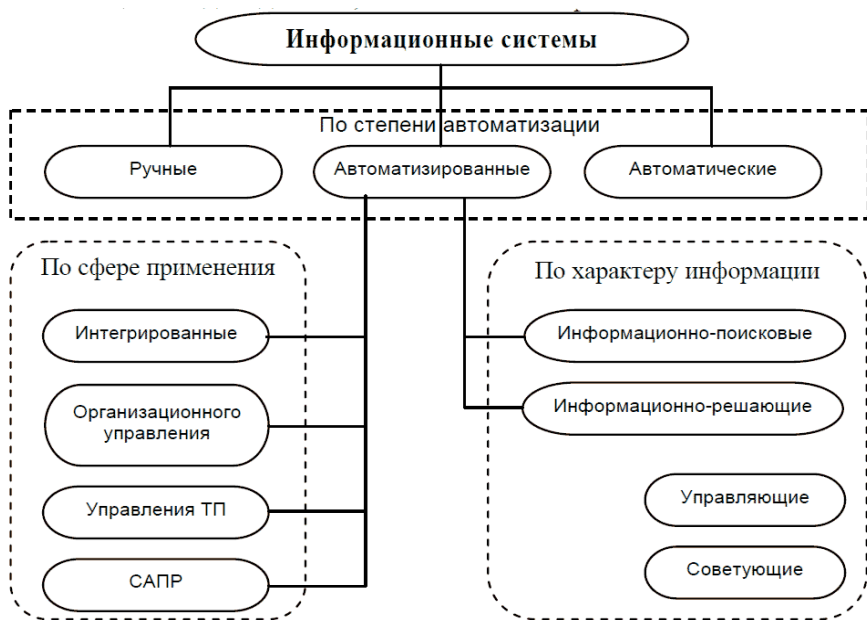 Информационные системы
По степени автоматизации
Ручные
Автоматизированные
Автоматические
По сфере применения
Интегрированные
Организационного
управления
Управления ТП
САПР
По характеру информации
Информационно-поисковые
Информационно-решающие
Управляющие
Советующие